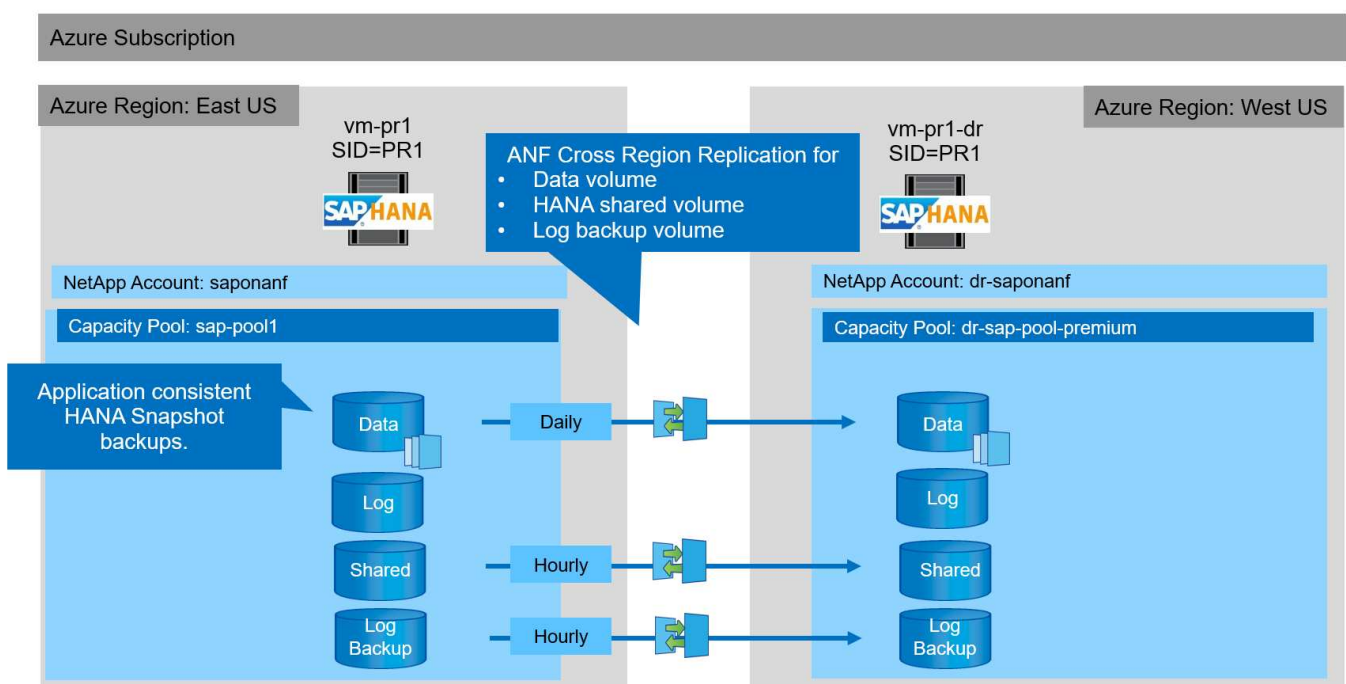 Azure Subscription
Azure Region: East US
Azure Region: West US
vm-pr1
SID=PR1
SAP HANA
ANF Cross Region Replication for
• Data volume
• HANA shared volume
• Log backup volume
vm-pr1-dr
SID=PR1
SAP HANA
NetApp Account: saponanf
NetApp Account: dr-saponanf
Capacity Pool: sap-pool1
Capacity Pool: dr-sap-pool-premium
Application consistent
HANA Snapshot
backups.
Data
Daily
Data
Log
Log
Shared
Hourly
Shared
Log
Backup
Hourly
Log
Backup